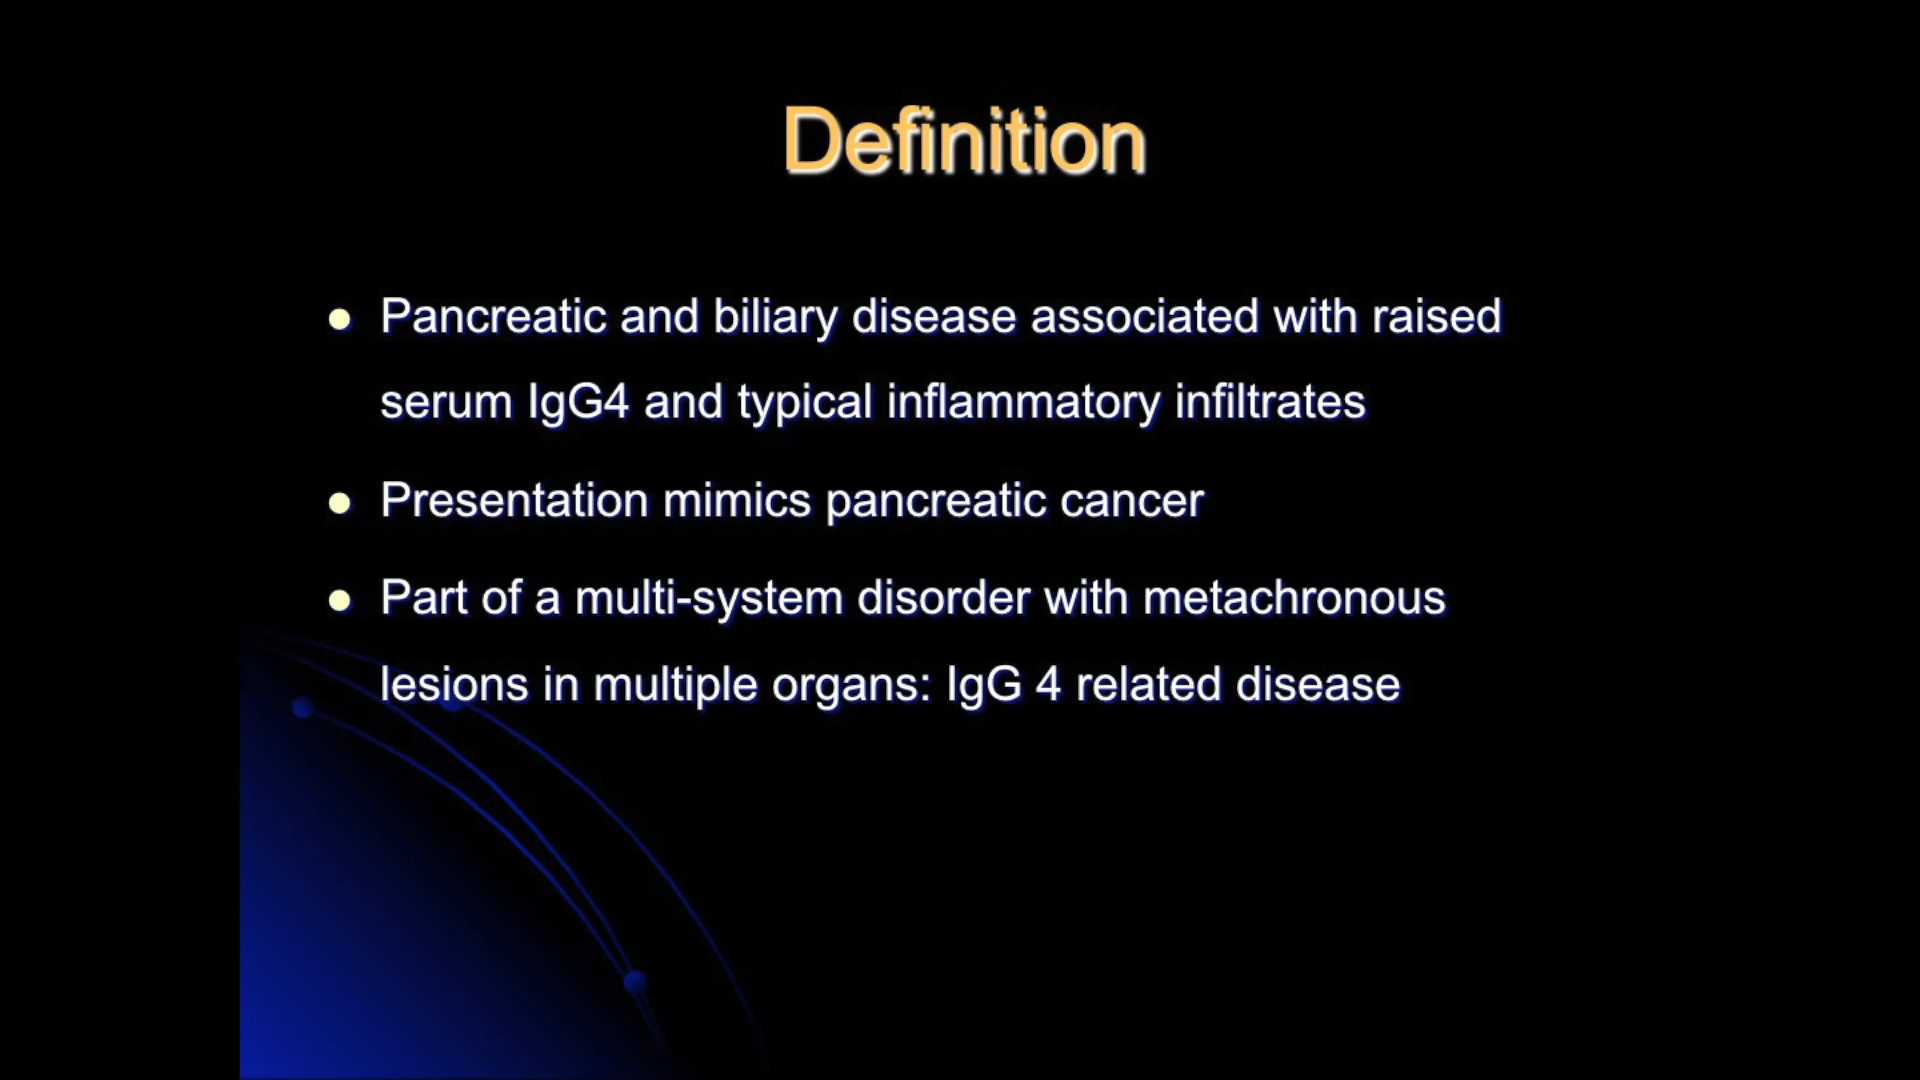 Definition
Pancreatic and biliary disease associated with raised
serum IgG4 and typical inflammatory infiltrates
Presentation mimics pancreatic cancer
Part of a multi-system disorder with metachronous
lesions in multiple organs: IgG 4 related disease